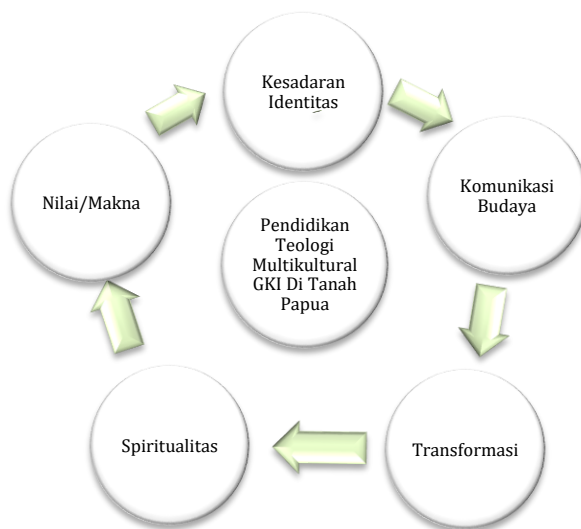 Kesadaran
Identitas
Komunikasi
Budaya
Nilai/Makna
Pendidikan
Teologi
Multikultural
GKI Di Tanah
Papua
Spiritualitas
Transformasi